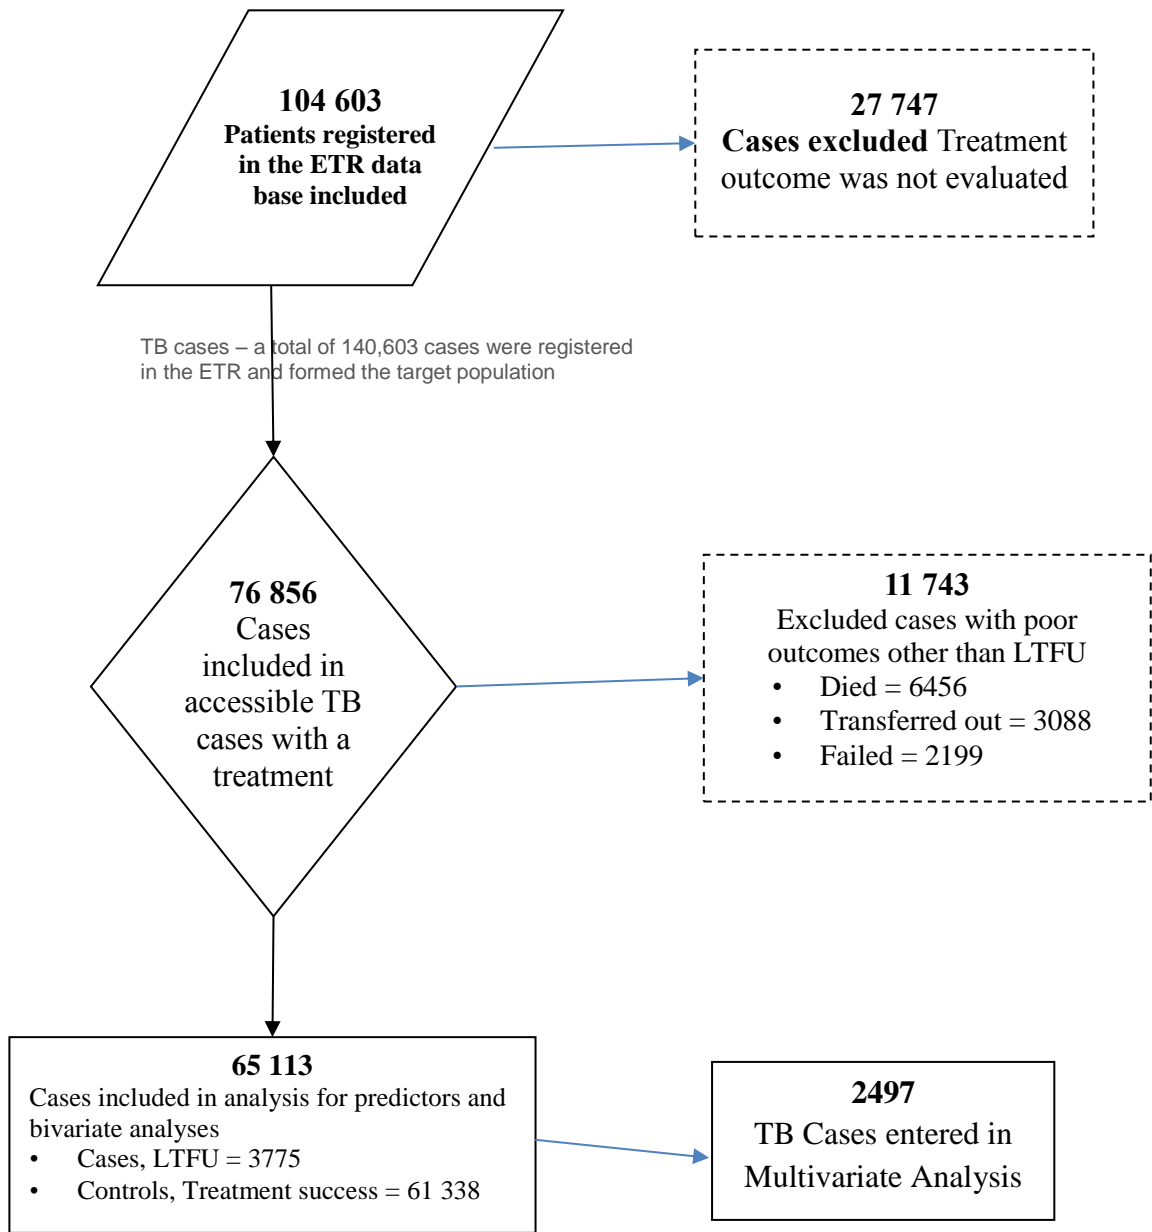 104 603
Patients registered
in the ETR data
base included
27 747
Cases excluded Treatment
outcome was not evaluated
TB cases – a total of 140,603 cases were registered
in the ETR and formed the target population
76 856
Cases
included in
accessible TB
cases with a
treatment
11 743
Excluded cases with poor
outcomes other than LTFU
• Died = 6456
• Transferred out = 3088
• Failed = 2199
65 113
Cases included in analysis for predictors and
bivariate analyses
• Cases, LTFU = 3775
• Controls, Treatment success = 61 338
2497
TB Cases entered in
Multivariate Analysis